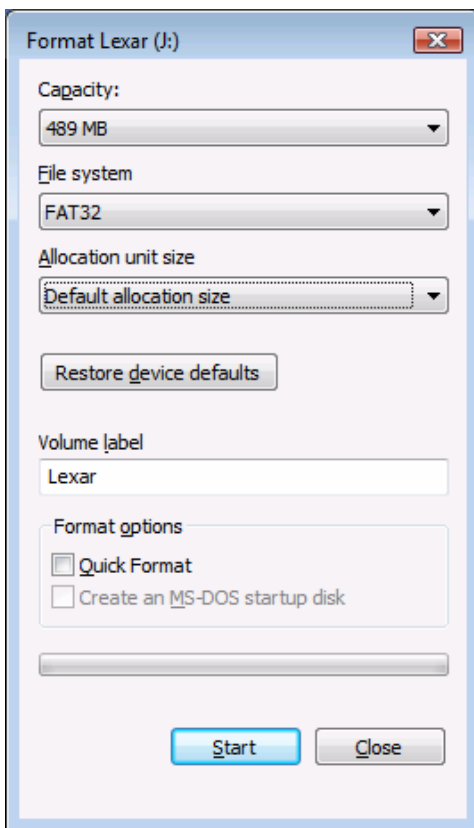 Format Lexar (J:)
Capacity:
489 MB
File system
FAT32
Allocation unit size
Default allocation size
Restore device defaults
Volume label
Lexar
Format options
Quick Format
Create an MS-DOS startup disk
Start Close